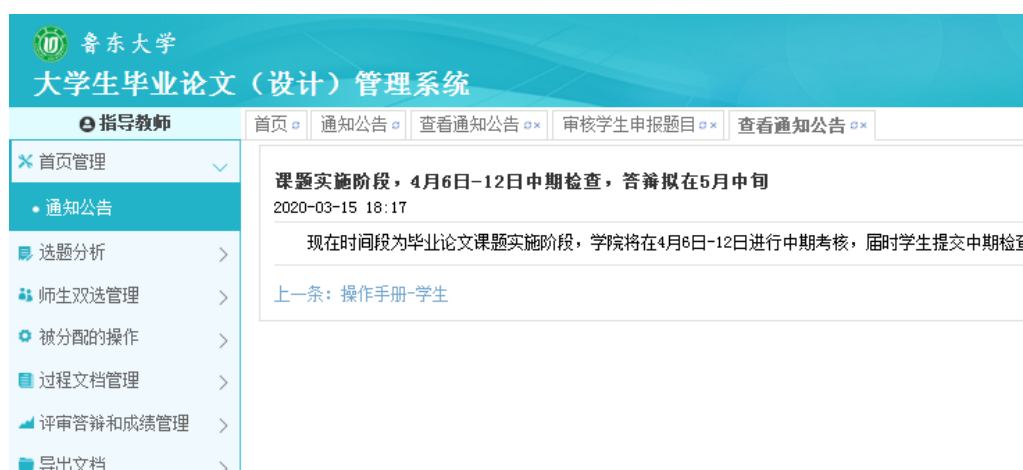 鲁东大学
大学生毕业论文（设计）管理系统
指导教师
首页 通知公告 查看通知公告 审核学生申报题目 查看通知公告
首页管理
通知公告
选题分析
师生双选管理
被分配的操作
过程文档管理
评审答辩和成绩管理
导出文档
课题实施阶段，4月6日-12日中期检查，答辩拟在5月中旬
2020-03-15 18:17
现在时间段为毕业论文课题实施阶段，学院将在4月6日-12日进行中期考核，届时学生提交中期检查
上一条：操作手册-学生